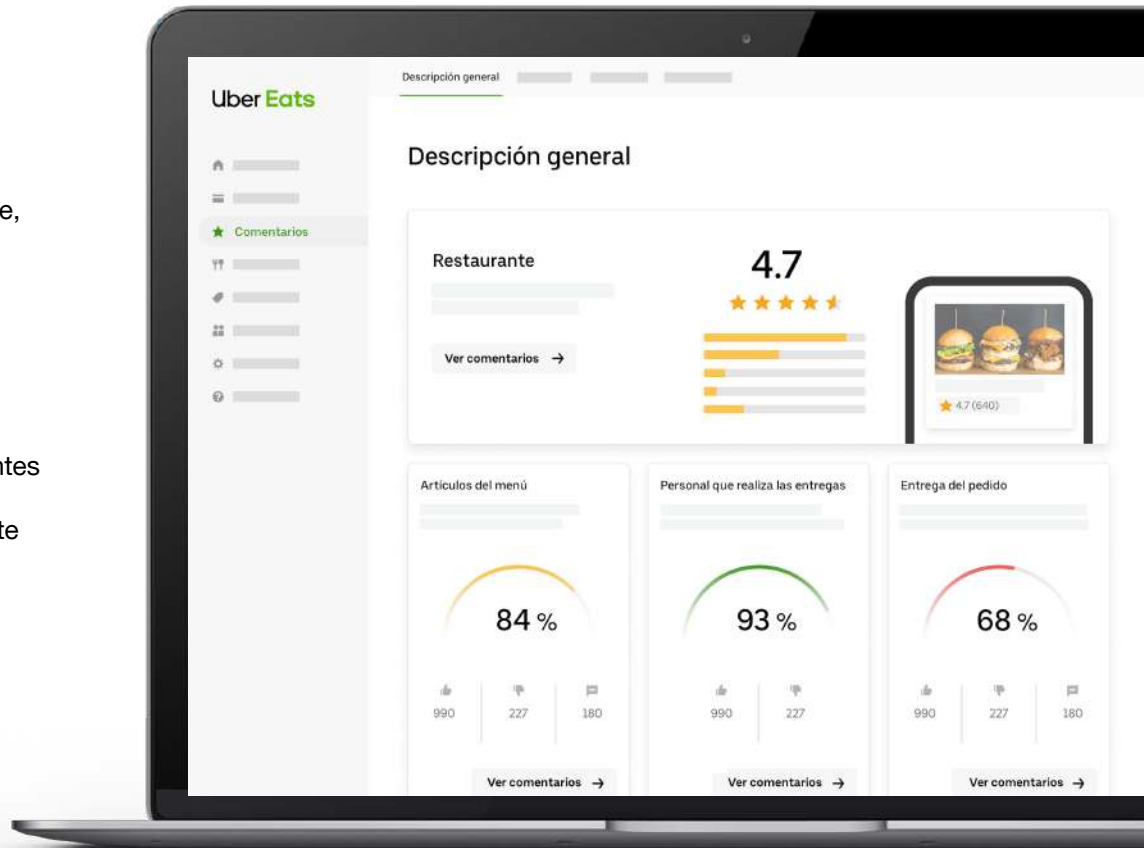 Descripción general
Uber Eats
Descripción general
Comentarios
Restaurante
4.7
Ver comentarios →
4.7 (640)
Artículos del menú
84 %
990 227 180
Ver comentarios →
Personal que realiza las entregas
93 %
990 227
Ver comentarios →
Entrega del pedido
68 %
990 227 180
Ver comentarios →